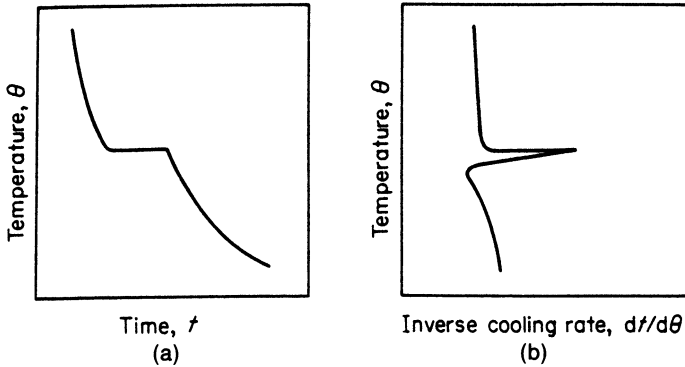 Temperature, θ
Time, t
(a)
Temperature, θ
Inverse cooling rate, dt/dθ
(b)